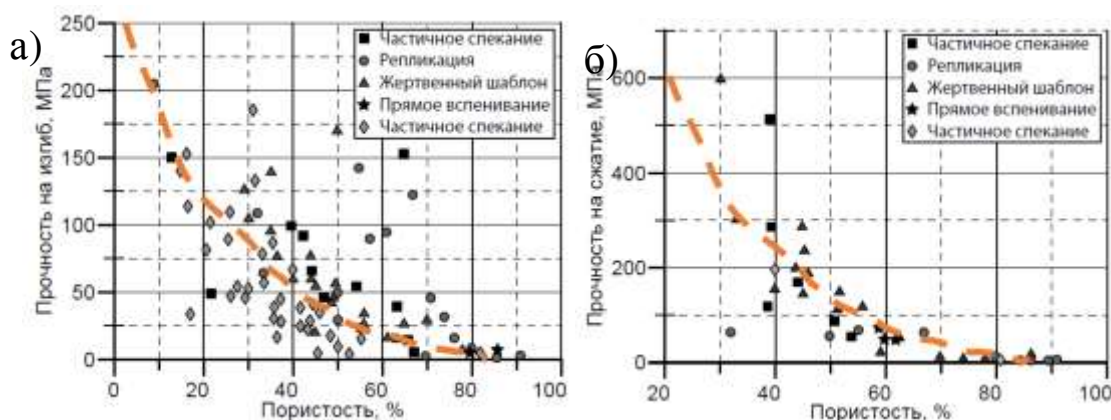 а)
Прочность на изгиб. МПа
250
200
150
100
50
0
0
20
40
60
80
100
Пористость, %
Частичное спекание
Репликация
Жертвенный шаблон
Прямое вспенивание
Частичное спекание
б)
Прочность на сжатие, МПа
600
400
200
0
20
40
60
80
100
Пористость, %
Частичное спекание
Репликация
Жертвенный шаблон
Прямое вспенивание
Частичное спекание